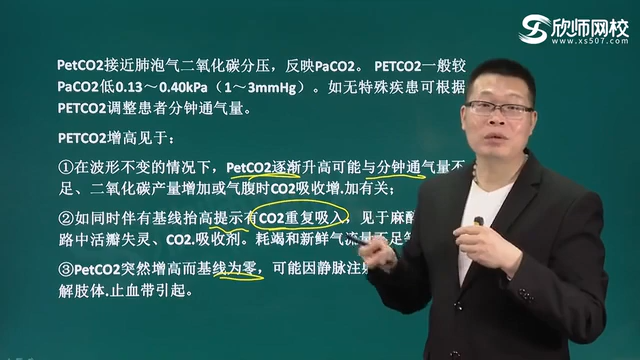 欣师网校
www.xs507.com
PetCO2接近肺泡气二氧化碳分压，反映PaCO2。 PETCO2一般较
PaCO2低0.13～0.40kPa（1～3mmHg）。如无特殊疾患可根据
PETCO2调整患者分钟通气量。
PETCO2增高见于：
①在波形不变的情况下，PetCO2逐渐升高可能与分钟通气量不
足、二氧化碳产量增加或气腹时CO2吸收增.加有关；
②如同时伴有基线抬高提示有CO2重复吸入，见于麻醉
路中活瓣失灵、CO2.吸收剂。耗竭和新鲜气流量不足等
③PetCO2突然增高而基线为零，可能因静脉注射
解肢体.止血带引起。